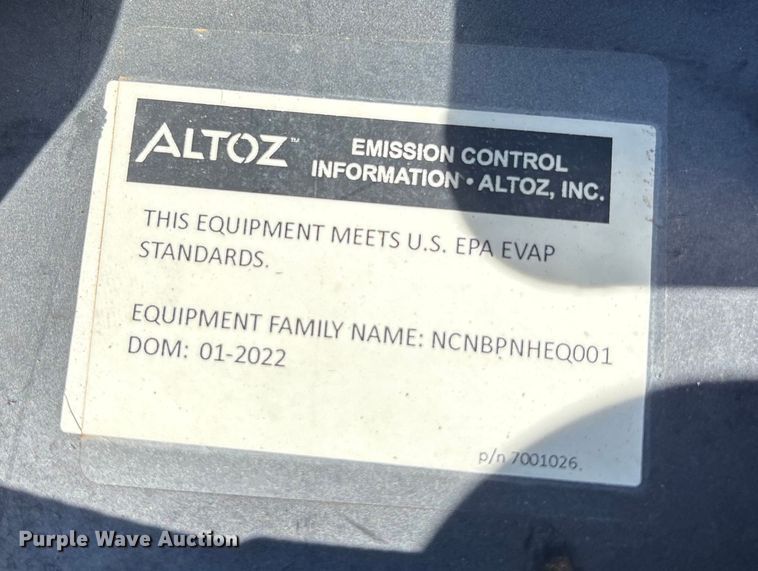 ALTOZ™
EMISSION CONTROL
INFORMATION • ALTOZ, INC.
THIS EQUIPMENT MEETS U.S. EPA EVAP
STANDARDS.
EQUIPMENT FAMILY NAME: NCNBPNHEQ001
DOM: 01-2022
p/n 7001026
Purple Wave Auction